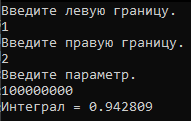 Введите левую границу.
1
Введите правую границу.
2
Введите параметр.
100000000
Интеграл = 0.942809